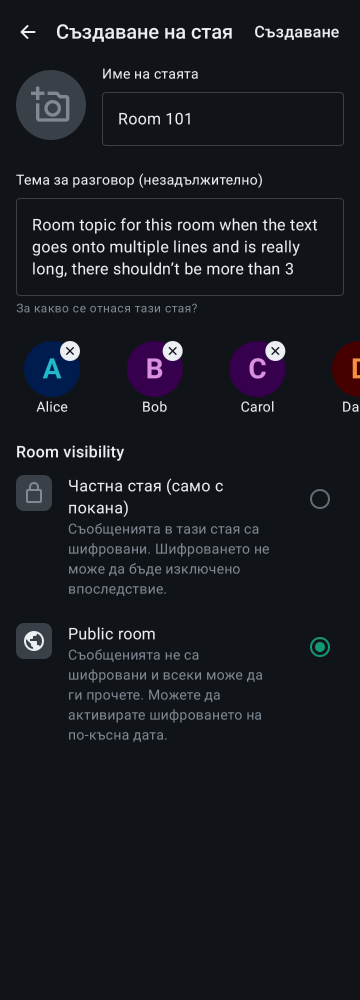 Създаване на стая
Създаване
Име на стаята
Room 101
Тема за разговор (незадължително)
Room topic for this room when the text
goes onto multiple lines and is really
long, there shouldn’t be more than 3
За какво се отнася тази стая?
A
B
C
D
Alice
Bob
Carol
Da
Room visibility
Частна стая (само с
покана)
Съобщенията в тази стая са
шифровани. Шифроването не
може да бъде изключено
впоследствие.
Public room
Съобщенията не са
шифровани и всеки може да
ги прочете. Можете да
активирате шифроването на
по-късна дата.